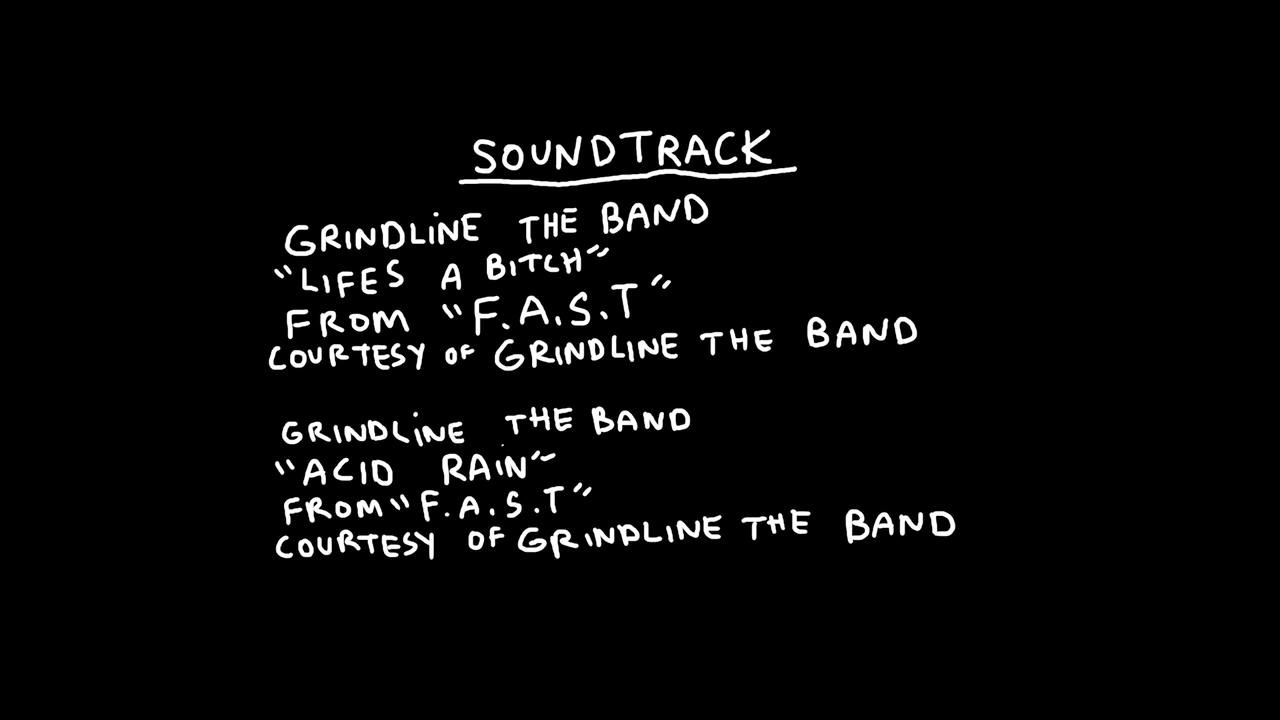 SOUNDTRACK
GRINDLiNE THE BAND
"LIFES A BITCH"
FROM "F.A.S.T"
COURTESY OF GRINDLINE THE BAND
GRINDLiNE THE BAND
"ACID RAiN"
FROM "F.A.S.T"
COURTESY OF GRINDLINE THE BAND